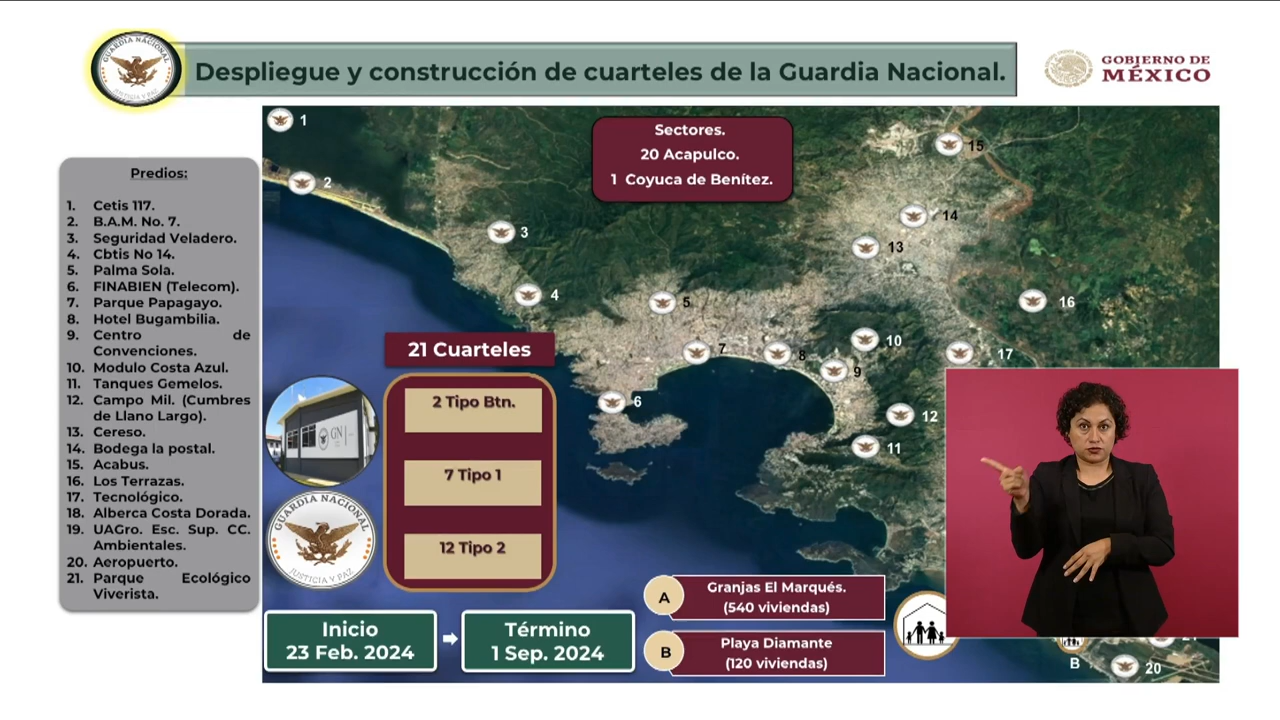 GUARDIA NACIONAL
JUSTICIA Y PAZ
Despliegue y construcción de cuarteles de la Guardia Nacional.
GOBIERNO DE
MÉXICO
Predios:
1. Cetis 117.
2. B.A.M. No. 7.
3. Seguridad Veladero.
4. Cbtis No 14.
5. Palma Sola.
6. FINABIEN (Telecom).
7. Parque Papagayo.
8. Hotel Bugambilia.
9. Centro de
Convenciones.
10. Modulo Costa Azul.
11. Tanques Gemelos.
12. Campo Mil. (Cumbres
de Llano Largo).
13. Cereso.
14. Bodega la postal.
15. Acabus.
16. Los Terrazas.
17. Tecnológico.
18. Alberca Costa Dorada.
19. UAGro. Esc. Sup. CC.
Ambientales.
20. Aeropuerto.
21. Parque Ecológico
Viverista.
Sectores.
20 Acapulco.
1 Coyuca de Benítez.
1
2
3
4
5
6
7
8
9
10
11
12
13
14
15
16
17
20
21 Cuarteles
2 Tipo Btn.
7 Tipo 1
12 Tipo 2
GN
GUARDIA NACIONAL
JUSTICIA Y PAZ
Inicio
23 Feb. 2024
Término
1 Sep. 2024
A
Granjas El Marqués.
(540 viviendas)
B
Playa Diamante
(120 viviendas)
B